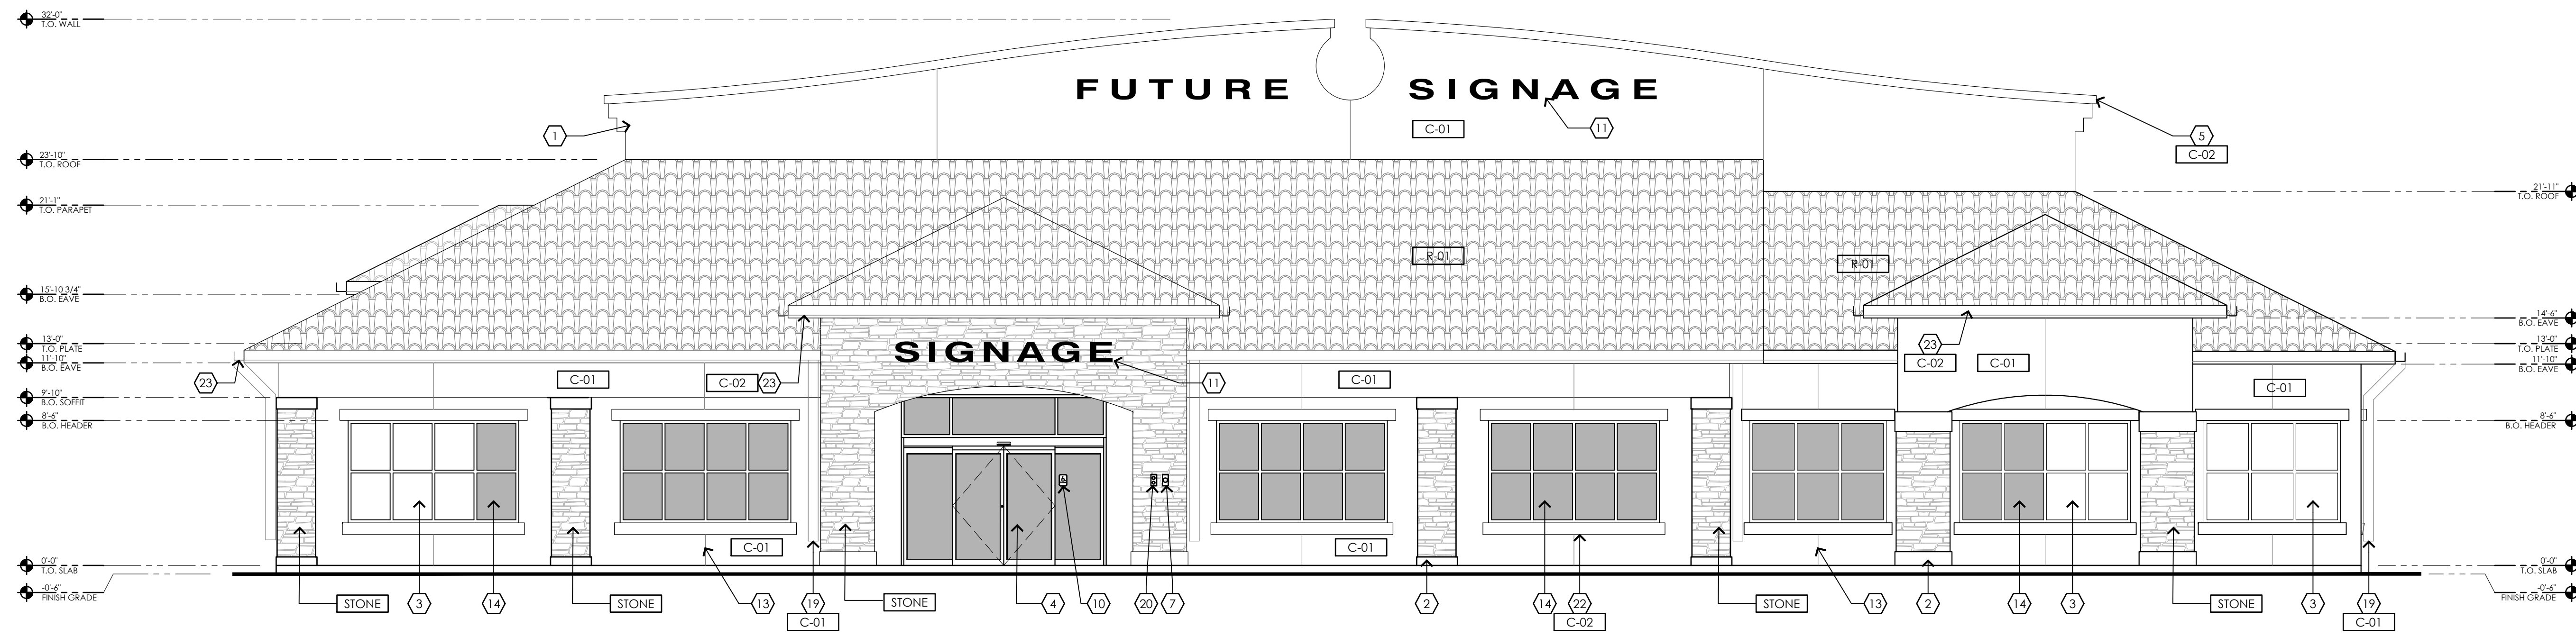 32'-0"
T.O. WALL
FUTURE SIGNAGE
1
C-01
11
5
C-02
23'-10"
T.O. ROOF
21'-1"
T.O. PARAPET
21'-11"
T.O. ROOF
R-01
R-01
15'-10 3/4"
B.O. EAVE
14'-6"
B.O. EAVE
13'-0"
T.O. PLATE
13'-0"
T.O. PLATE
11'-10"
B.O. EAVE
11'-10"
B.O. EAVE
SIGNAGE
23
C-02
C-01
23
C-01
C-02
23
11
C-01
C-01
9'-10"
B.O. SOFFIT
8'-6"
B.O. HEADER
8'-6"
B.O. HEADER
C-01
C-01
0'-0"
T.O. SLAB
0'-0"
T.O. SLAB
-0'-6"
FINISH GRADE
-0'-6"
FINISH GRADE
STONE
3
14
STONE
13
19
C-01
STONE
4
10
20
7
2
14
22
C-02
STONE
13
2
14
3
STONE
3
19
C-01